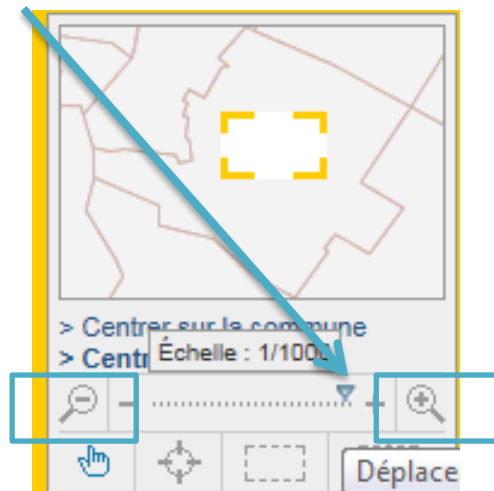 > Centrer sur la commune
> Centr
Échelle : 1/1000
- +
Déplace